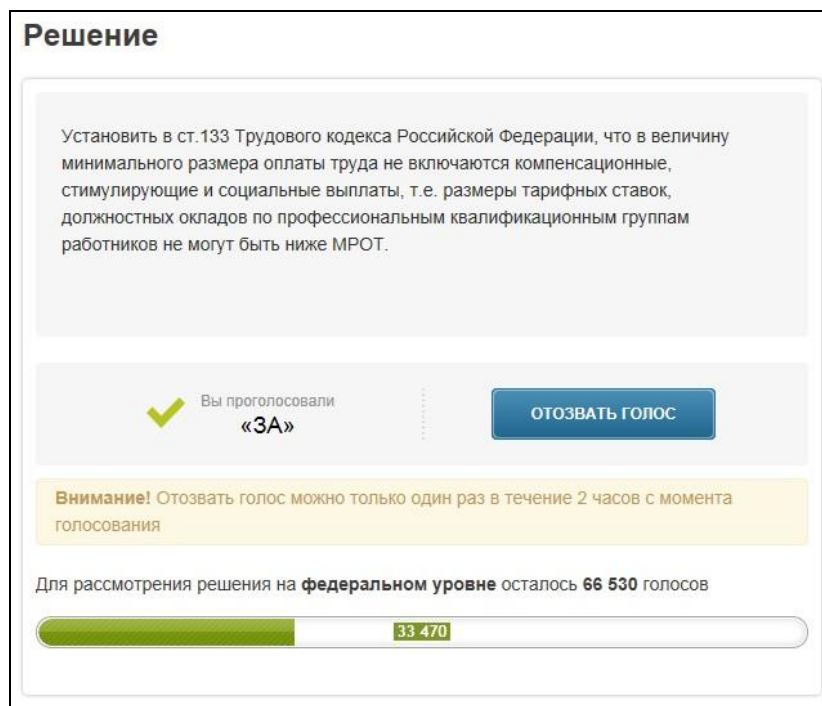 Решение
Установить в ст.133 Трудового кодекса Российской Федерации, что в величину
минимального размера оплаты труда не включаются компенсационные,
стимулирующие и социальные выплаты, т.е. размеры тарифных ставок,
должностных окладов по профессиональным квалификационным группам
работников не могут быть ниже МРОТ.
Вы проголосовали
«ЗА»
ОТОЗВАТЬ ГОЛОС
Внимание! Отозвать голос можно только один раз в течение 2 часов с момента
голосования
Для рассмотрения решения на федеральном уровне осталось 66 530 голосов
33 470